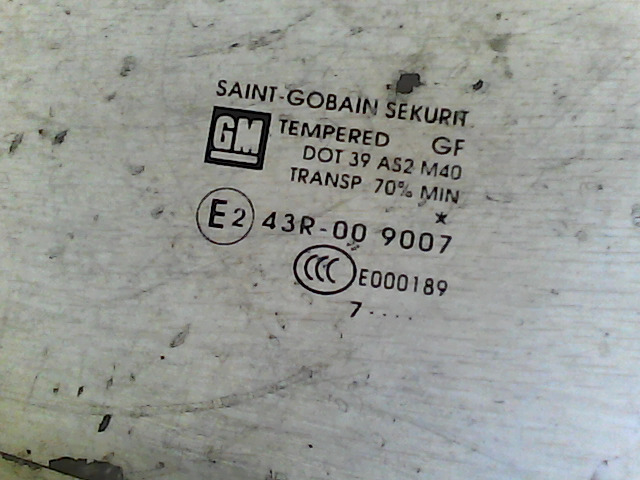 SAINT-GOBAIN SEKURIT
GM TEMPERED GF
DOT 39 AS2 M40
TRANSP 70% MIN
*
E2 43R-00 9007
CCC E000189
7....